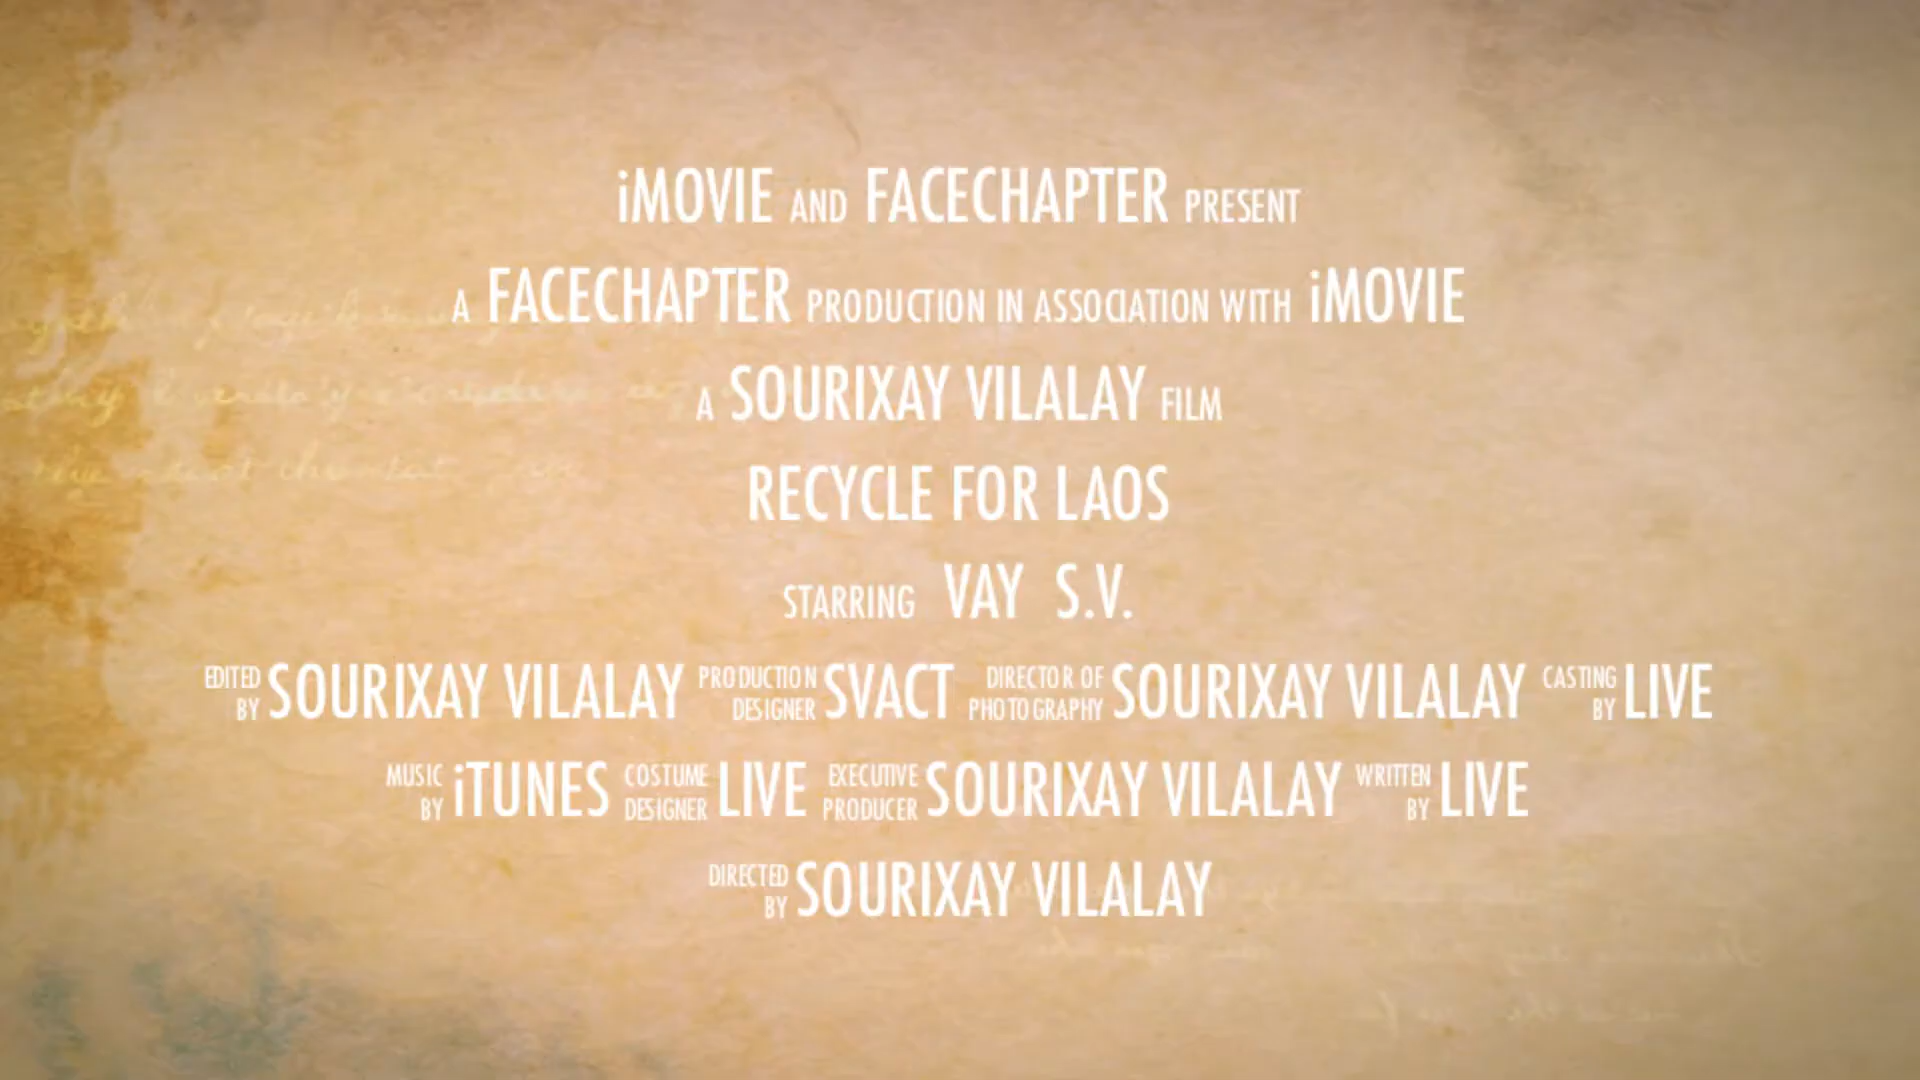 iMOVIE AND FACECHAPTER PRESENT
A FACECHAPTER PRODUCTION IN ASSOCIATION WITH iMOVIE
A SOURIXAY VILALAY FILM
RECYCLE FOR LAOS
STARRING VAY S.V.
EDITED BY SOURIXAY VILALAY PRODUCTION DESIGNER SVACT DIRECTOR OF PHOTOGRAPHY SOURIXAY VILALAY CASTING BY LIVE
MUSIC BY iTUNES COSTUME DESIGNER LIVE EXECUTIVE PRODUCER SOURIXAY VILALAY WRITTEN BY LIVE
DIRECTED BY SOURIXAY VILALAY